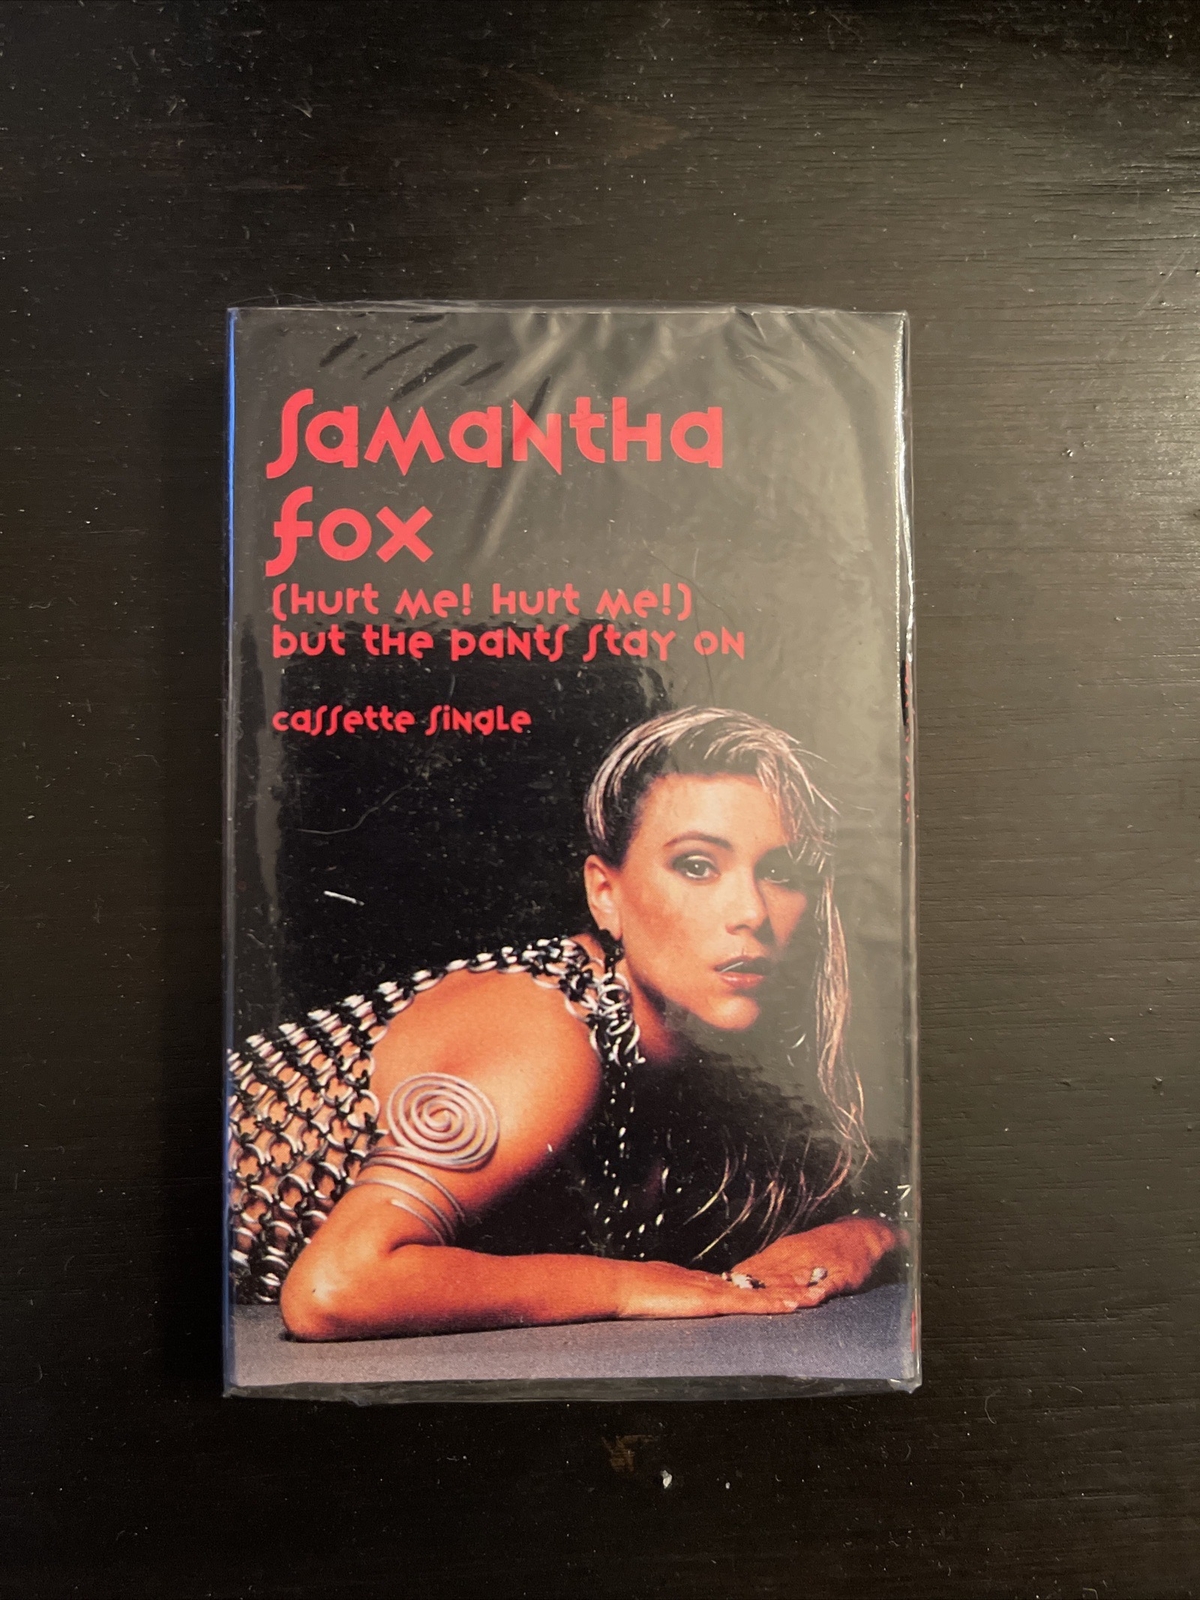 Samantha
Fox
(Hurt Me! Hurt Me!)
but the pants stay on
cassette single